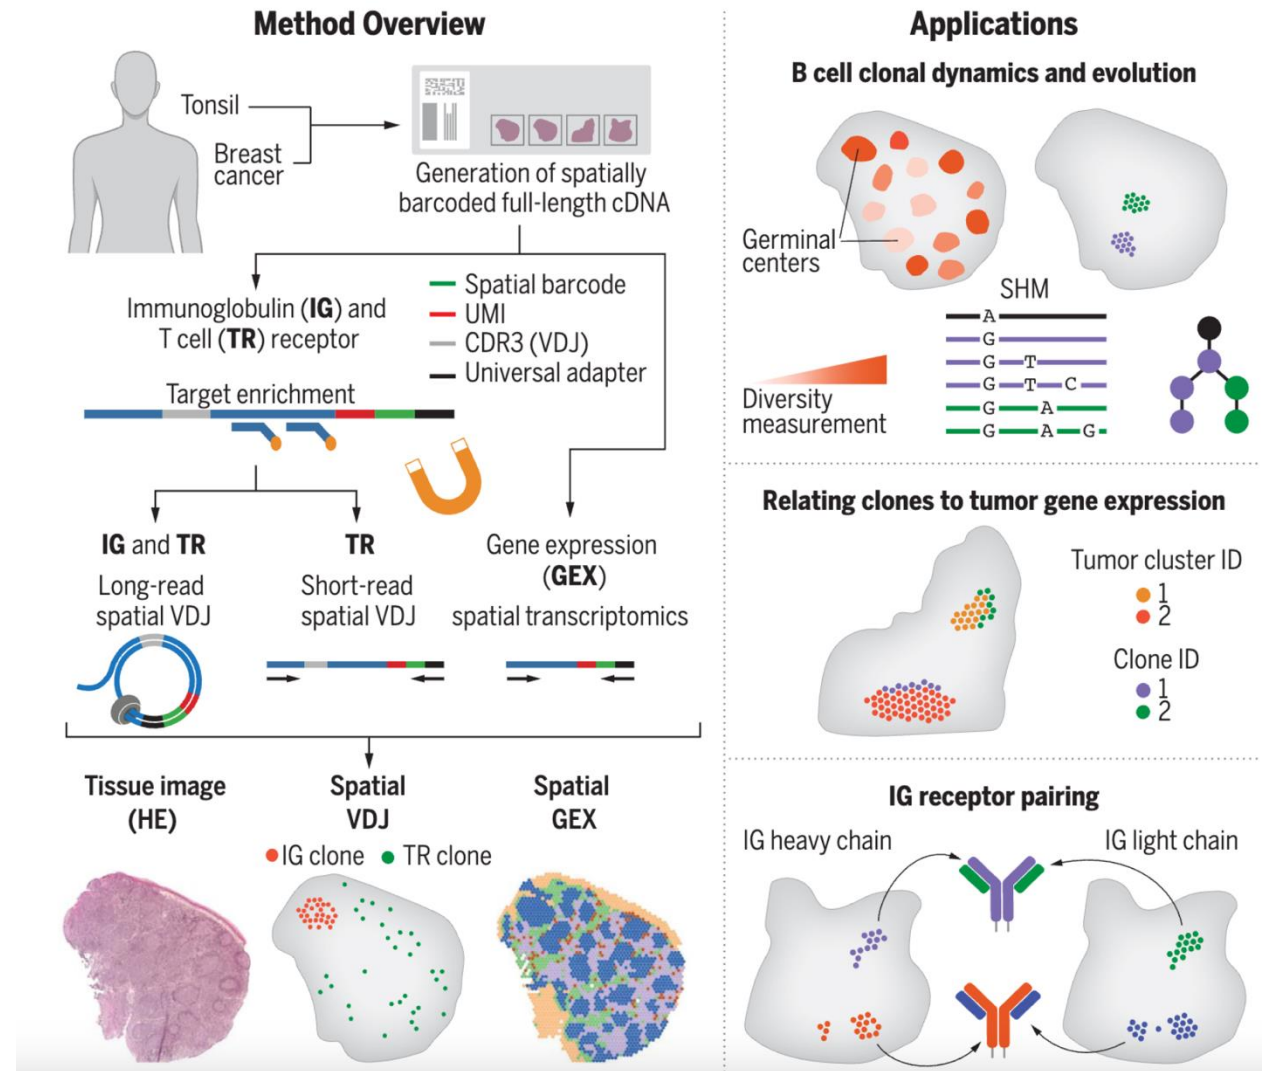 Method Overview
Tonsil
Breast
cancer
Generation of spatially
barcoded full-length cDNA
Immunoglobulin (IG) and
T cell (TR) receptor
Spatial barcode
UMI
CDR3 (VDJ)
Universal adapter
Target enrichment
IG and TR
Long-read
spatial VDJ
TR
Short-read
spatial VDJ
Gene expression
(GEX)
spatial transcriptomics
Tissue image
(HE)
Spatial
VDJ
IG clone
TR clone
Spatial
GEX
Applications
B cell clonal dynamics and evolution
Germinal
centers
Diversity
measurement
SHM
A
G
G T
G T C
G A
G A G
Relating clones to tumor gene expression
Tumor cluster ID
1
2
Clone ID
1
2
IG receptor pairing
IG heavy chain
IG light chain